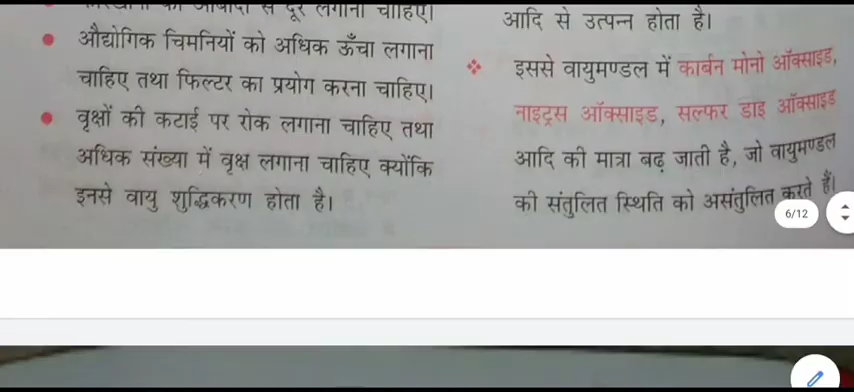 से दूर लगाना चाहिए।
औद्योगिक चिमनियों को अधिक ऊँचा लगाना
चाहिए तथा फिल्टर का प्रयोग करना चाहिए।
वृक्षों की कटाई पर रोक लगाना चाहिए तथा
अधिक संख्या में वृक्ष लगाना चाहिए क्योंकि
इनसे वायु शुद्धिकरण होता है।
आदि से उत्पन्न होता है।
इससे वायुमण्डल में कार्बन मोनो ऑक्साइड,
नाइट्रस ऑक्साइड, सल्फर डाइ ऑक्साइड
आदि की मात्रा बढ़ जाती है, जो वायुमण्डल
की संतुलित स्थिति को असंतुलित करते हैं।
6/12